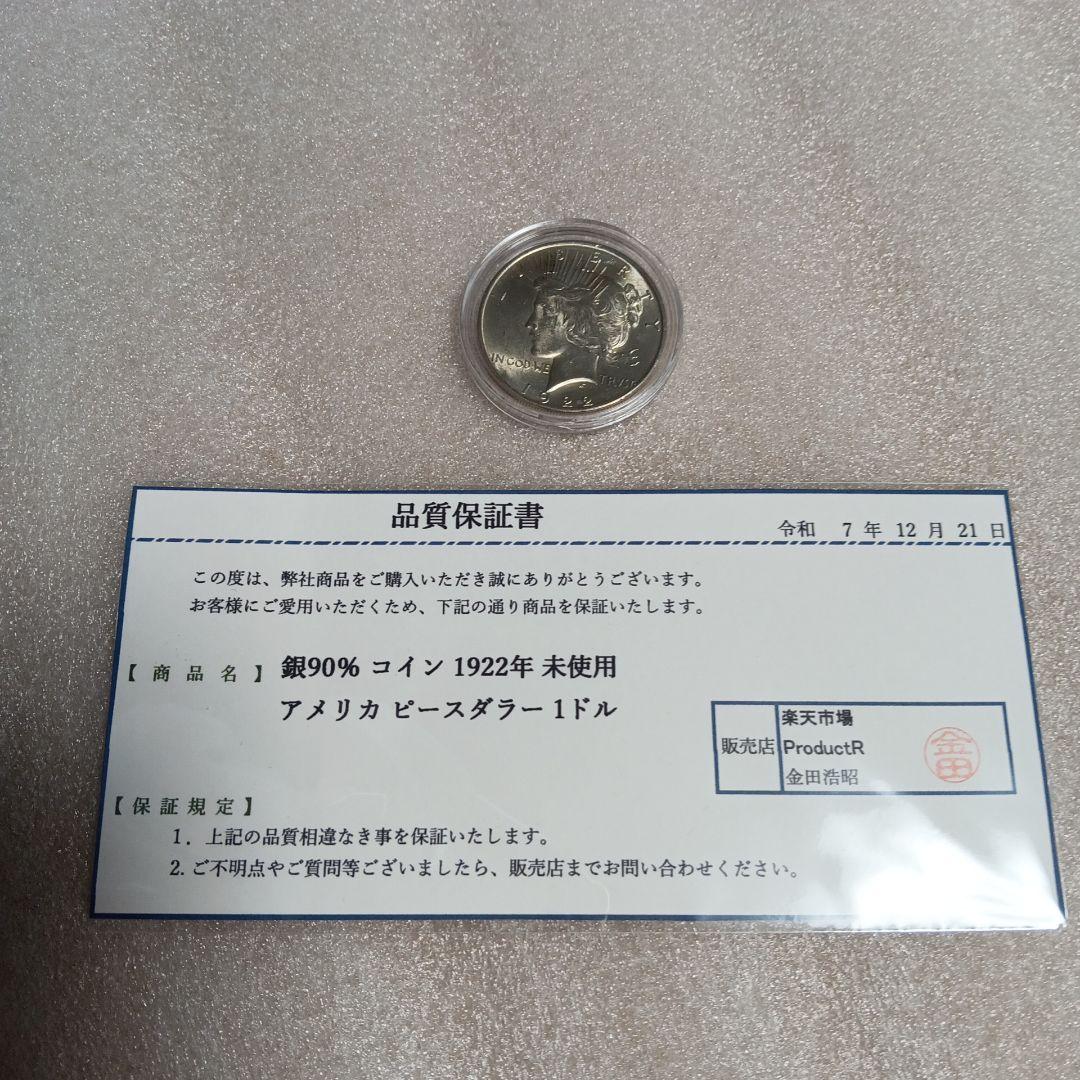 LIBERTY
IN GOD WE TRVST
1922
品質保証書
令和 7 年 12 月 21 日
この度は、弊社商品をご購入いただき誠にありがとうございます。
お客様にご愛用いただくため、下記の通り商品を保証いたします。
【 商 品 名 】 銀90% コイン 1922年 未使用
アメリカ ピースダラー 1ドル
販売店
楽天市場
ProductR
金田浩昭
金田
【 保 証 規 定 】
1. 上記の品質相違なき事を保証いたします。
2. ご不明点やご質問等ございましたら、販売店までお問い合わせください。